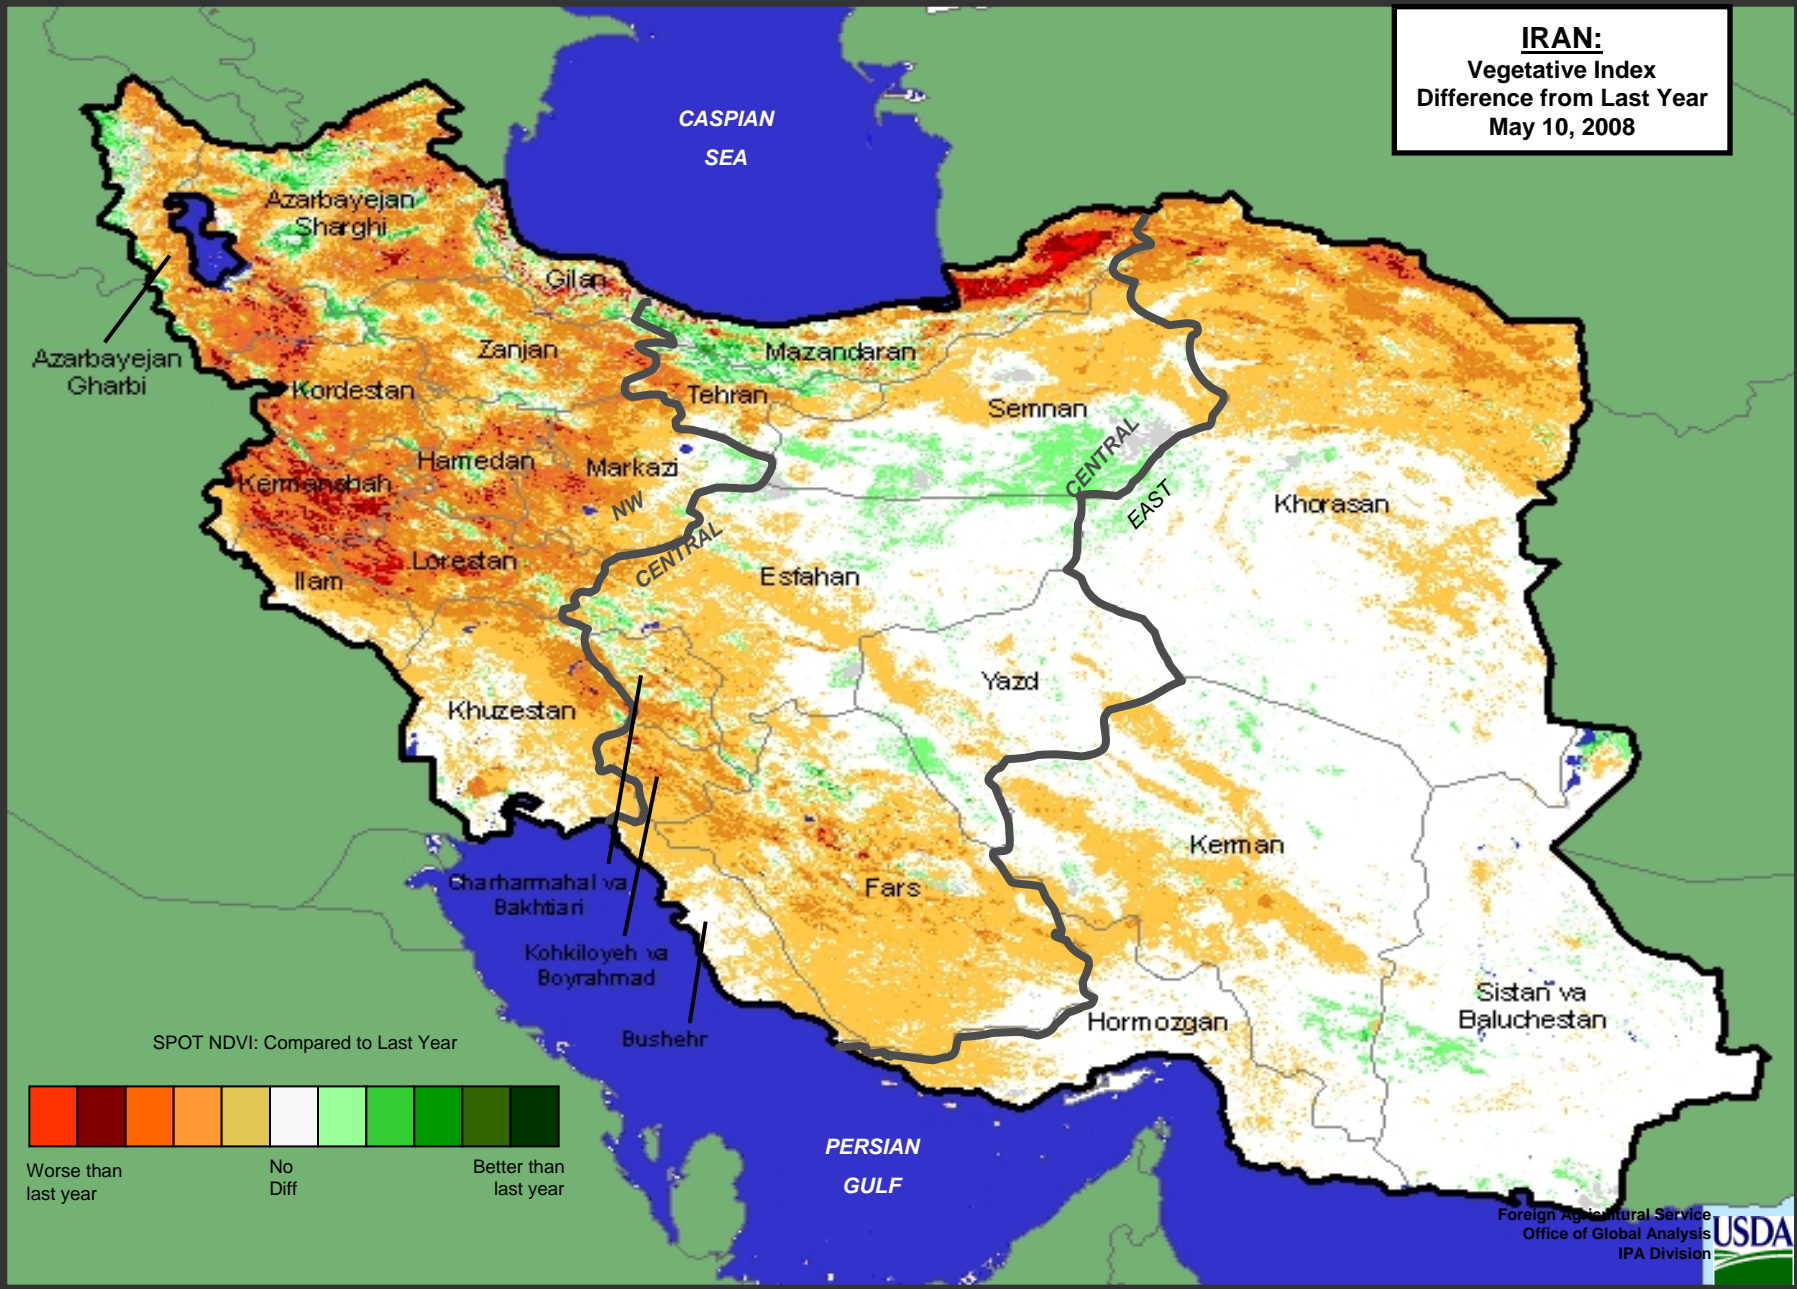 IRAN:
Vegetative Index
Difference from Last Year
May 10, 2008
CASPIAN
SEA
Azarbayejan
Sharghi
Gilan
Azarbayejan
Gharbi
Zanjan
Mazandaran
Kordestan
Tehran
Semnan
Hamedan
Markazi
Kermanshah
NW
CENTRAL
CENTRAL
EAST
Khorasan
Lorestan
Ilam
Esfahan
Yazd
Khuzestan
Kerman
Fars
Charharmahal va
Bakhtiari
Kohkiloyeh va
Boyrahmad
Bushehr
Hormozgan
Sistan va
Baluchestan
SPOT NDVI: Compared to Last Year
Worse than
last year
No
Diff
Better than
last year
PERSIAN
GULF
Foreign Agricultural Service
Office of Global Analysis
IPA Division
USDA